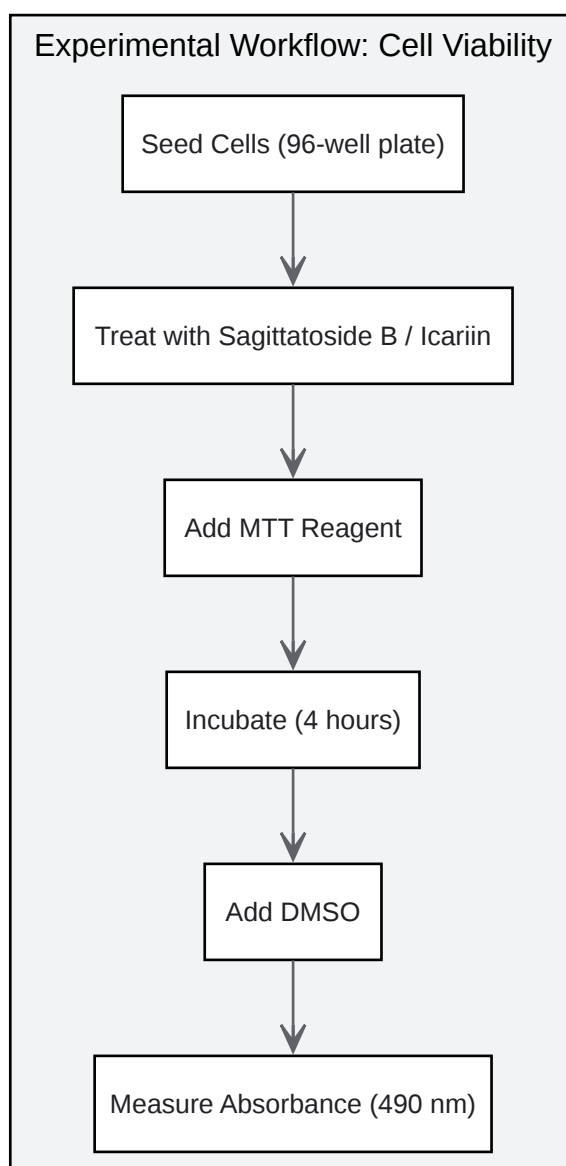 Experimental Workflow: Cell Viability
Seed Cells (96-well plate)
Treat with Sagittatoside B / Icariin
Add MTT Reagent
Incubate (4 hours)
Add DMSO
Measure Absorbance (490 nm)